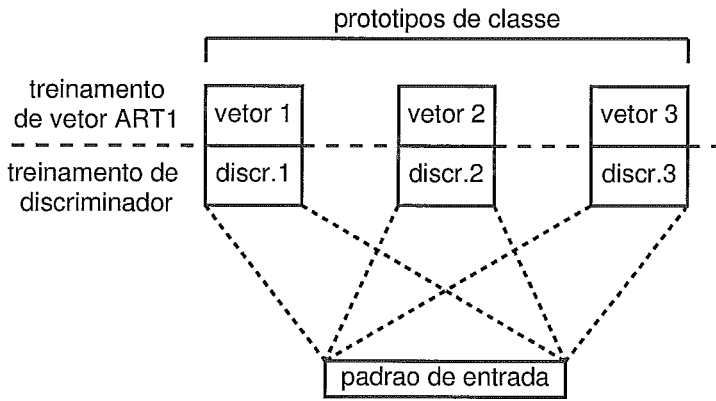 prototipos de classe
treinamento
de vetor ART1
vetor 1
vetor 2
vetor 3
treinamento de
discriminador
discr.1
discr.2
discr.3
padrao de entrada